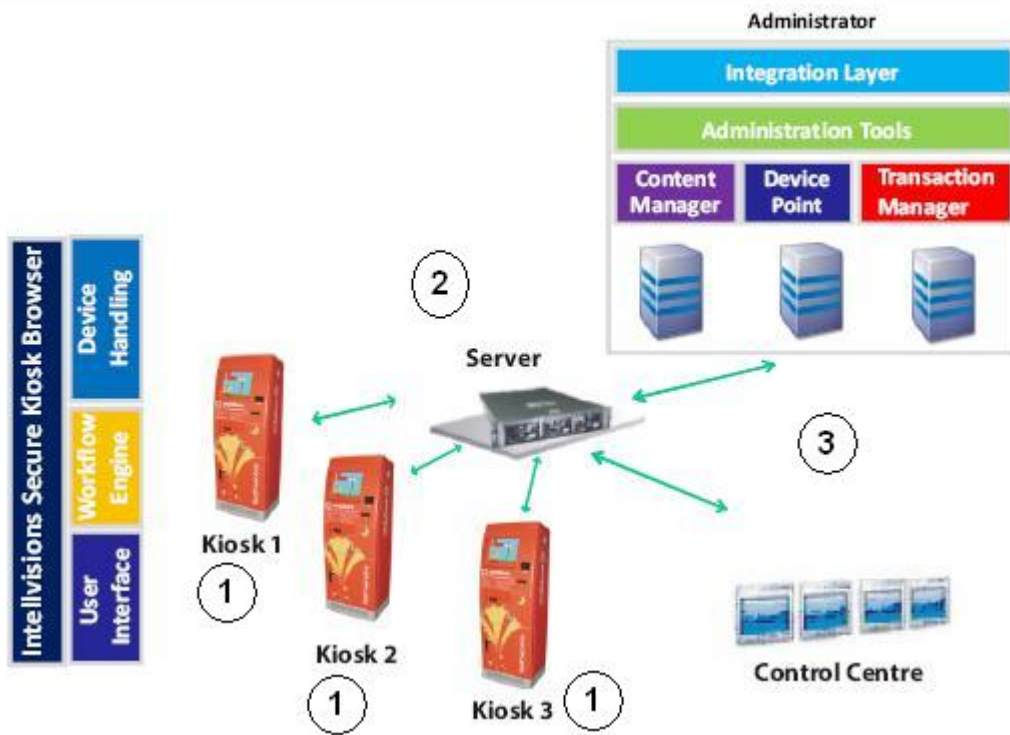 Administrator
Integration Layer
Administration Tools
Content
Manager
Device
Point
Transaction
Manager
Intellivisions Secure Kiosk Browser
Device
Handling
Workflow
Engine
User
Interface
2
Server
3
Kiosk 1
1
Kiosk 2
1
Kiosk 3
1
Control Centre